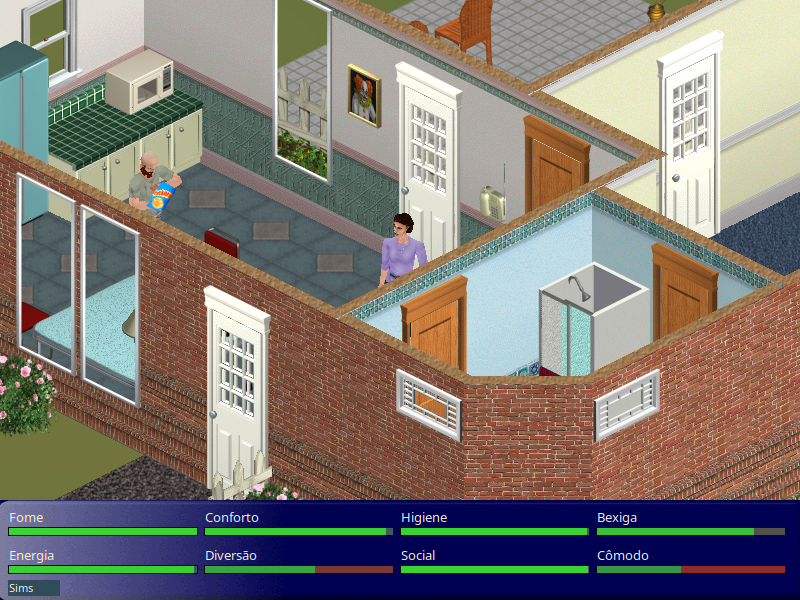 Fome
Conforto
Higiene
Bexiga
Energia
Diversão
Social
Cômodo
Sims